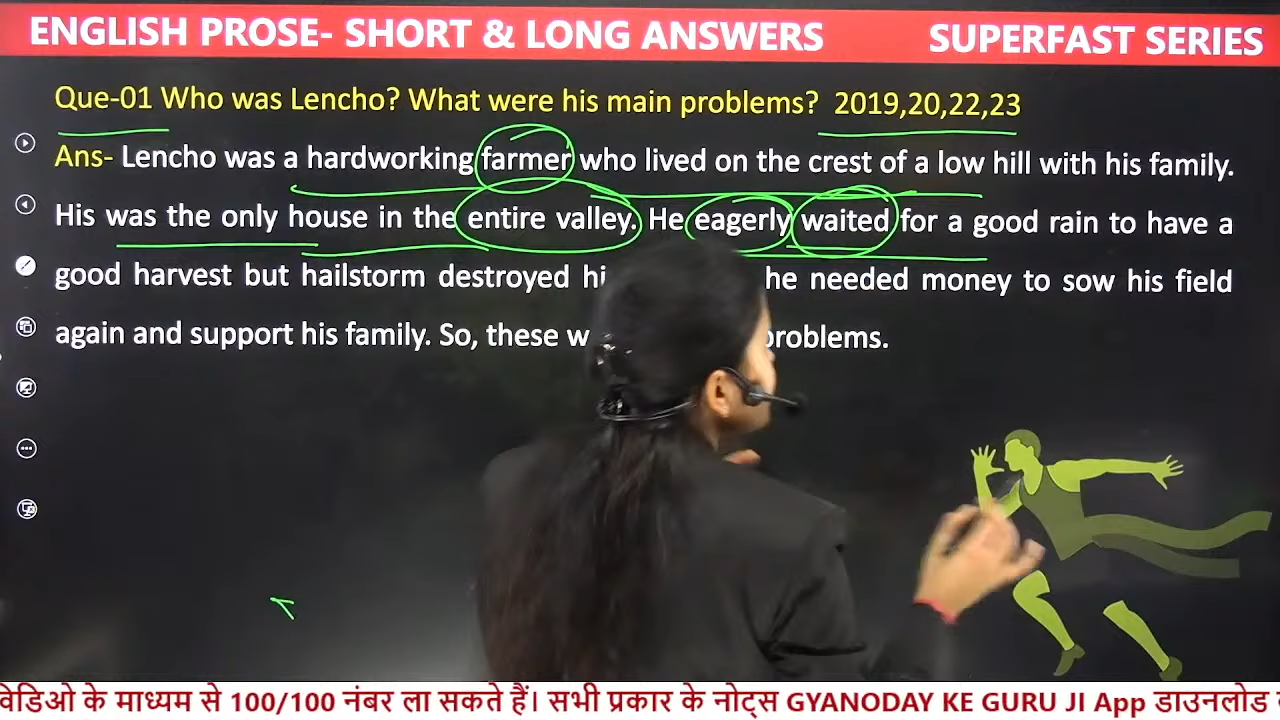 ENGLISH PROSE- SHORT & LONG ANSWERS SUPERFAST SERIES
Que-01 Who was Lencho? What were his main problems? 2019,20,22,23
Ans- Lencho was a hardworking farmer who lived on the crest of a low hill with his family.
His was the only house in the entire valley. He eagerly waited for a good rain to have a
good harvest but hailstorm destroyed he needed money to sow his field
again and support his family. So, these problems.
वेडिओ के माध्यम से 100/100 नंबर ला सकते हैं। सभी प्रकार के नोट्स GYANODAY KE GURU JI App डाउनलोड